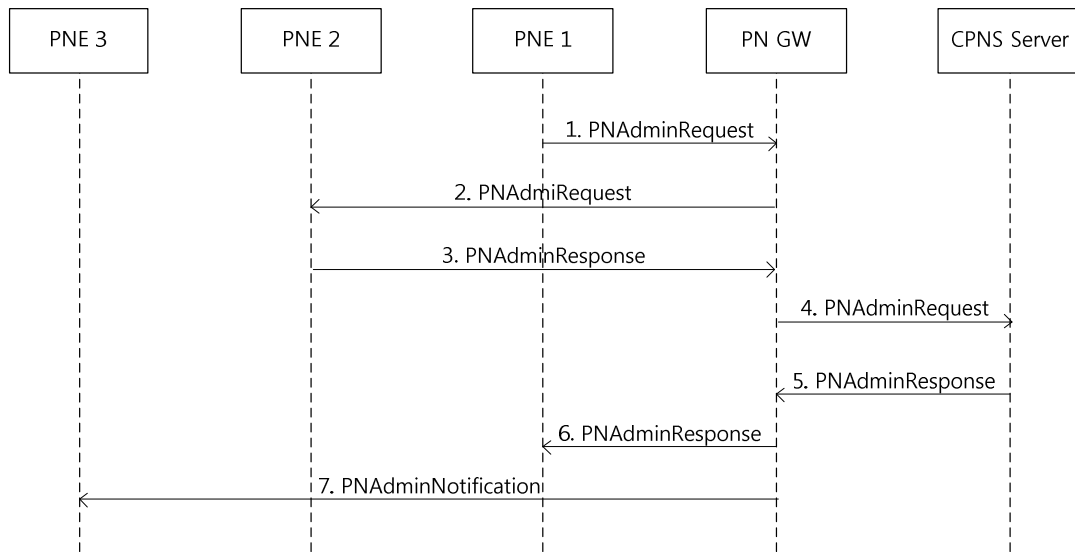 PNE 3
PNE 2
PNE 1
PN GW
CPNS Server
1. PNAdminRequest
2. PNAdmiRequest
3. PNAdminResponse
4. PNAdminRequest
5. PNAdminResponse
6. PNAdminResponse
7. PNAdminNotification